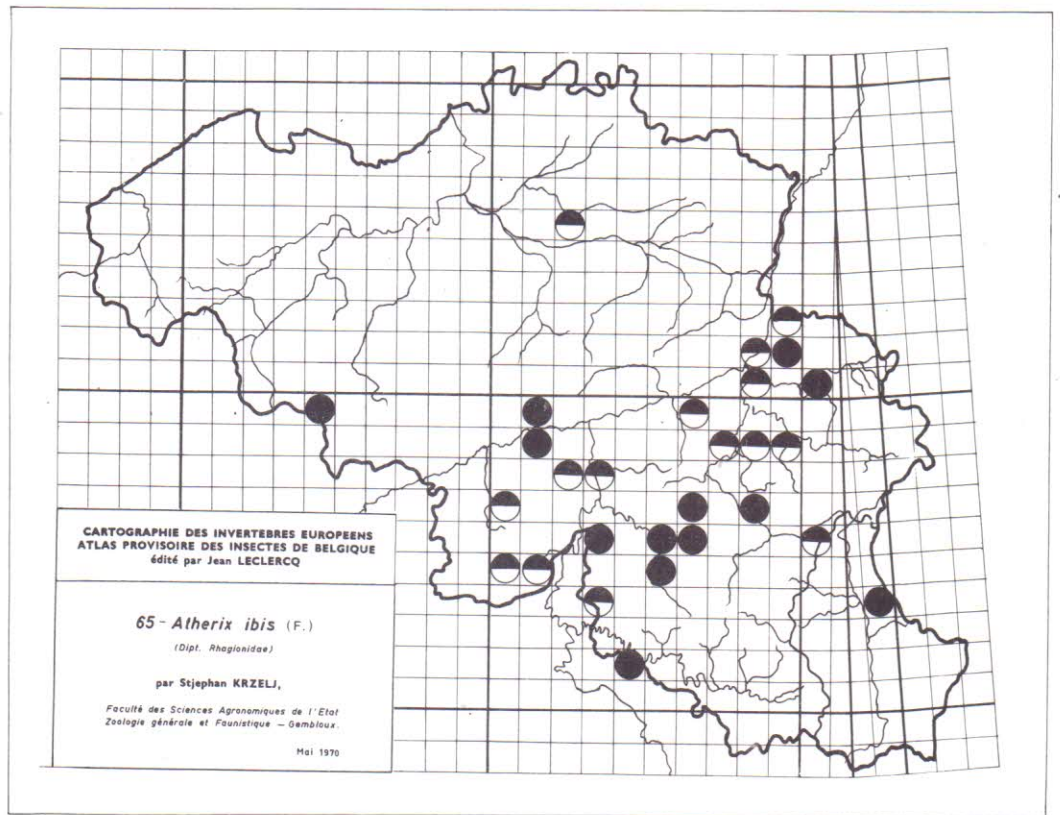 CARTOGRAPHIE DES INVERTEBRES EUROPEENS
ATLAS PROVISOIRE DES INSECTES DE BELGIQUE
édité par Jean LECLERCQ
65 - Atherix ibis (F.)
(Dipt. Rhagionidae)
par Stjephan KRZELJ,
Faculté des Sciences Agronomiques de l'Etat
Zoologie générale et Faunistique — Gembloux.
Mai 1970